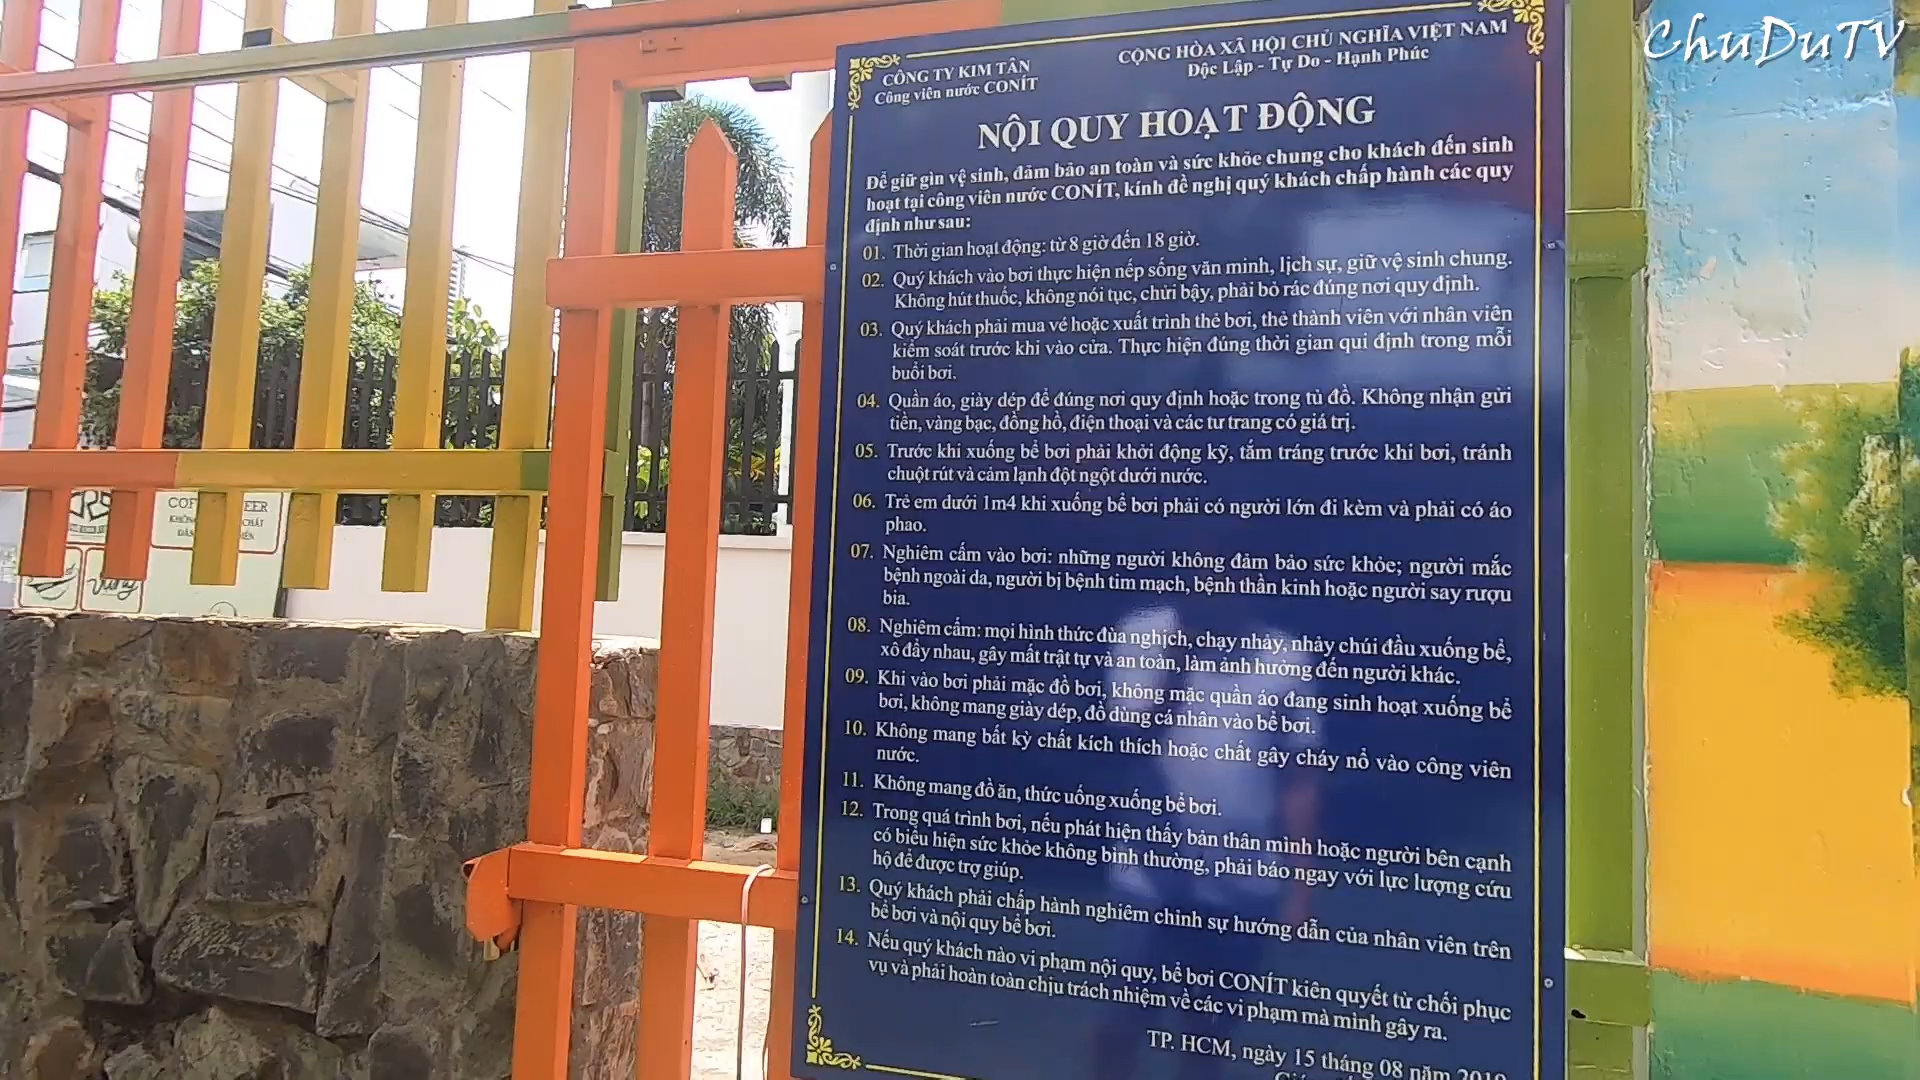 ChuDuTV
CÔNG TY KIM TÂN
Công viên nước CONÍT
CỘNG HÒA XÃ HỘI CHỦ NGHĨA VIỆT NAM
Độc Lập - Tự Do - Hạnh Phúc
NỘI QUY HOẠT ĐỘNG
Để giữ gìn vệ sinh, đảm bảo an toàn và sức khỏe chung cho khách đến sinh
hoạt tại công viên nước CONÍT, kính đề nghị quý khách chấp hành các quy
định như sau:
01. Thời gian hoạt động: từ 8 giờ đến 18 giờ.
02. Quý khách vào bơi thực hiện nếp sống văn minh, lịch sự, giữ vệ sinh chung.
Không hút thuốc, không nói tục, chửi bậy, phải bỏ rác đúng nơi quy định.
03. Quý khách phải mua vé hoặc xuất trình thẻ bơi, thẻ thành viên với nhân viên
kiểm soát trước khi vào cửa. Thực hiện đúng thời gian qui định trong mỗi
buổi bơi.
04. Quần áo, giày dép để đúng nơi quy định hoặc trong tủ đồ. Không nhận gửi
tiền, vàng bạc, đồng hồ, điện thoại và các tư trang có giá trị.
05. Trước khi xuống bể bơi phải khởi động kỹ, tắm tráng trước khi bơi, tránh
chuột rút và cảm lạnh đột ngột dưới nước.
06. Trẻ em dưới 1m4 khi xuống bể bơi phải có người lớn đi kèm và phải có áo
phao.
07. Nghiêm cấm vào bơi: những người không đảm bảo sức khỏe; người mắc
bệnh ngoài da, người bị bệnh tim mạch, bệnh thần kinh hoặc người say rượu
bia.
08. Nghiêm cấm: mọi hình thức đùa nghịch, chạy nhảy, nhảy chúi đầu xuống bể,
xô đẩy nhau, gây mất trật tự và an toàn, làm ảnh hưởng đến người khác.
09. Khi vào bơi phải mặc đồ bơi, không mặc quần áo đang sinh hoạt xuống bể
bơi, không mang giày dép, đồ dùng cá nhân vào bể bơi.
10. Không mang bất kỳ chất kích thích hoặc chất gây cháy nổ vào công viên
nước.
11. Không mang đồ ăn, thức uống xuống bể bơi.
12. Trong quá trình bơi, nếu phát hiện thấy bản thân mình hoặc người bên cạnh
có biểu hiện sức khỏe không bình thường, phải báo ngay với lực lượng cứu
hộ để được trợ giúp.
13. Quý khách phải chấp hành nghiêm chỉnh sự hướng dẫn của nhân viên trên
bể bơi và nội quy bể bơi.
14. Nếu quý khách nào vi phạm nội quy, bể bơi CONÍT kiên quyết từ chối phục
vụ và phải hoàn toàn chịu trách nhiệm về các vi phạm mà mình gây ra.
TP. HCM, ngày 15 tháng 08 năm 2019